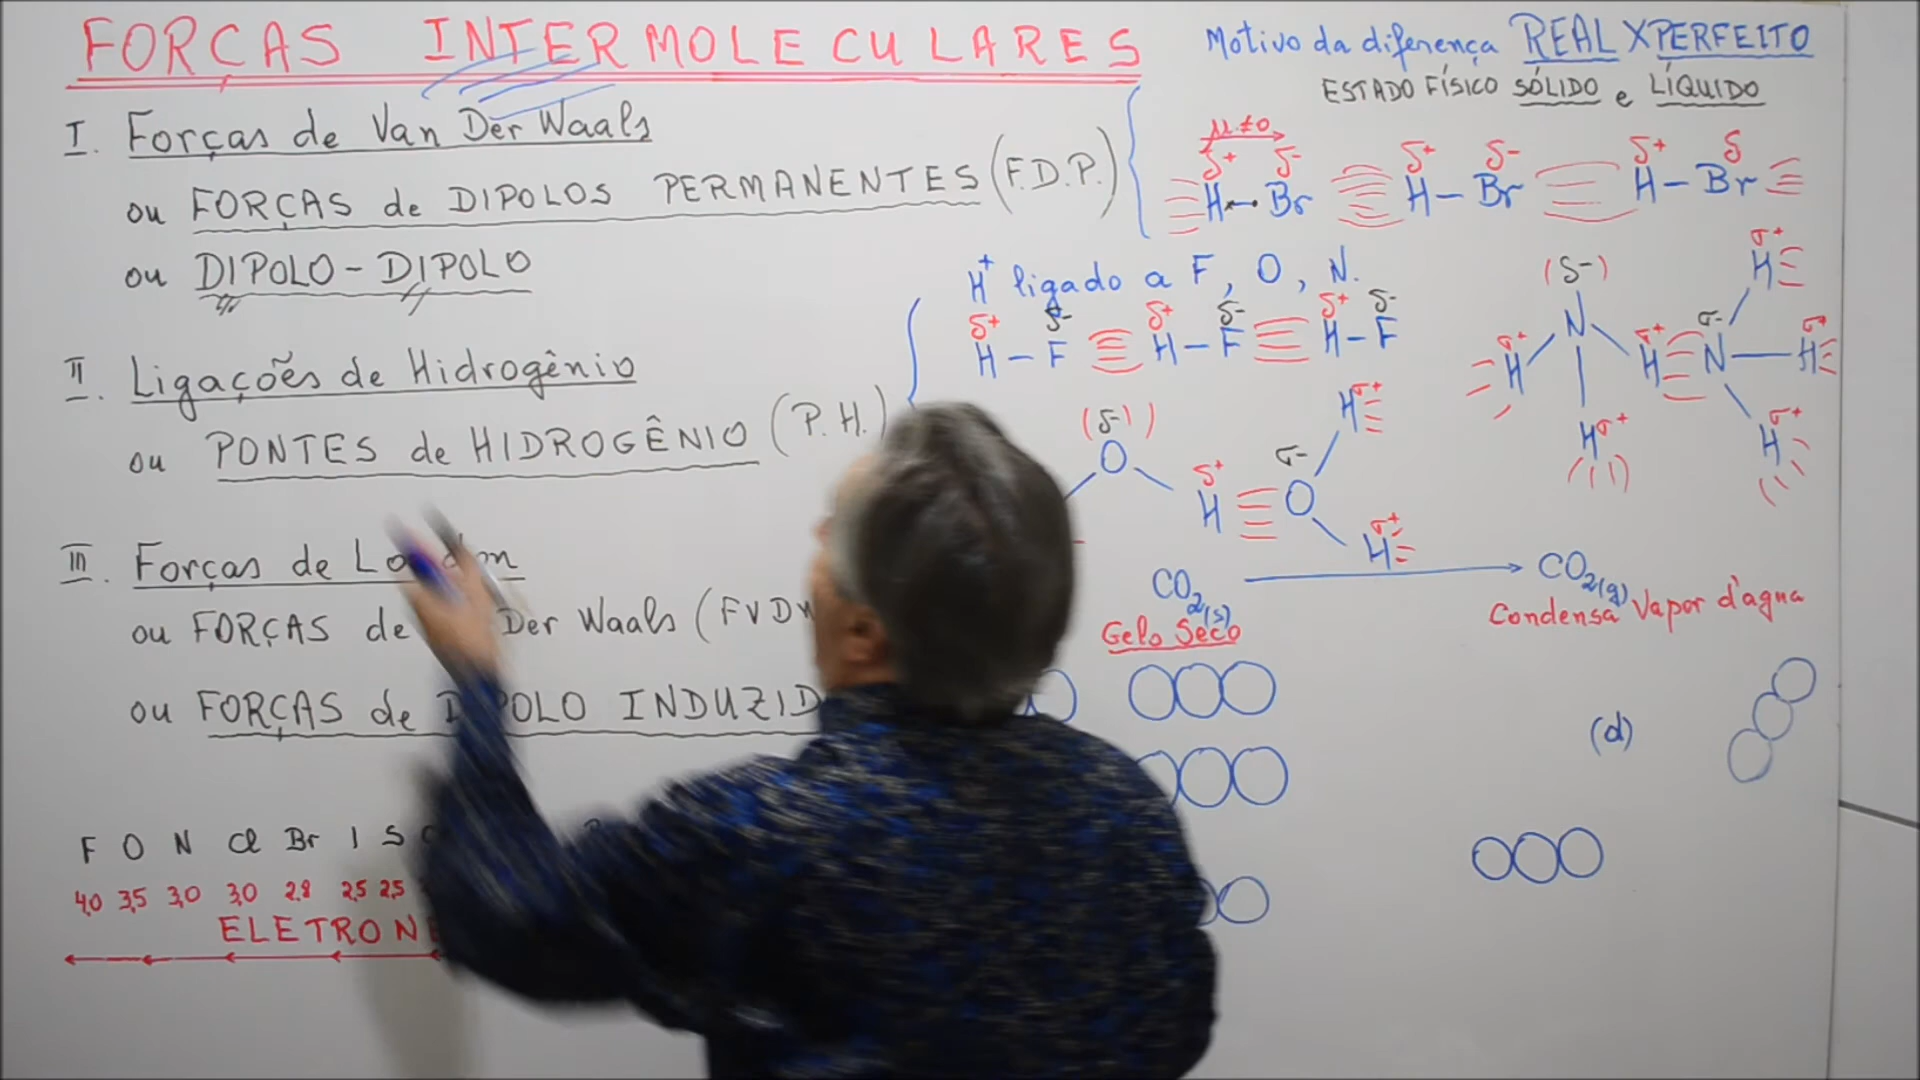 FORÇAS INTERMOLECULARES
Motivo da diferença REAL X PERFEITO
ESTADO FÍSICO SÓLIDO e LÍQUIDO
I. Forças de Van Der Waals
ou FORÇAS de DIPOLOS PERMANENTES (F.D.P.)
ou DIPOLO-DIPOLO
μ ≠ 0
δ+ δ- δ+ δ- δ+ δ
H Br H - Br H - Br
H+ ligado a F, O, N.
δ+ δ- δ+ δ- δ+ δ-
H - F H - F H - F
(δ-)
N
σ+ H σ+ H σ+ H
σ- N
σ+ H σ+ H σ+ H
II. Ligações de Hidrogênio
ou PONTES de HIDROGÊNIO (P.H.)
(δ-)
O
δ+ H
σ- O
H σ+
H σ+
III. Forças de
ou FORÇAS de Der Waals
ou FORÇAS de
CO2(s) CO2(g)
Gelo Seco Condensa Vapor d'agua
(d)
F O N Cl Br I S
4,0 3,5 3,0 3,0 2,8 2,5 2,5